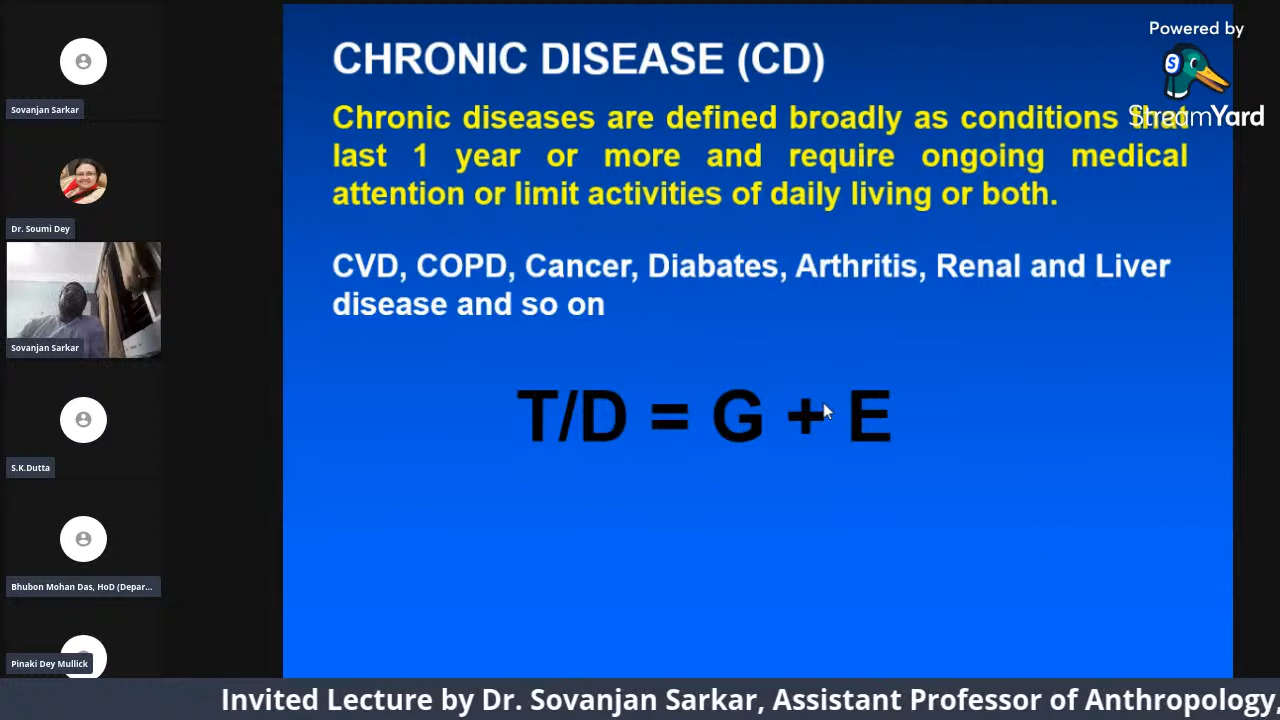 Sovanjan Sarkar
Dr. Soumi Dey
Sovanjan Sarkar
S.K.Dutta
Bhubon Mohan Das, HoD (Depar...
Pinaki Dey Mullick
CHRONIC DISEASE (CD)
Chronic diseases are defined broadly as conditions that
last 1 year or more and require ongoing medical
attention or limit activities of daily living or both.
CVD, COPD, Cancer, Diabates, Arthritis, Renal and Liver
disease and so on
T/D = G + E
Powered by
S
StreamYard
Invited Lecture by Dr. Sovanjan Sarkar, Assistant Professor of Anthropology,